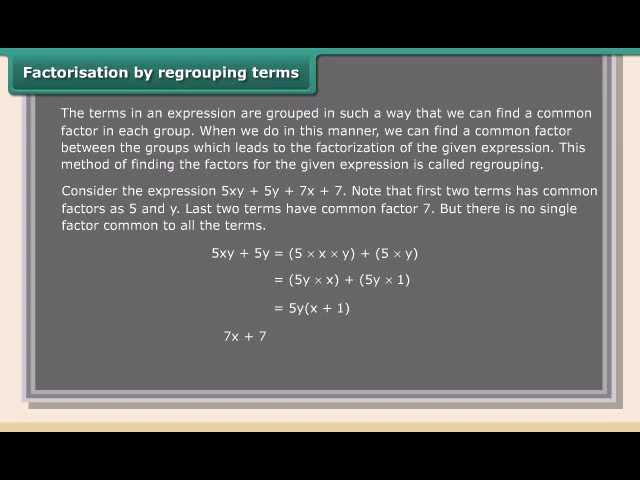 Factorisation by regrouping terms
The terms in an expression are grouped in such a way that we can find a common
factor in each group. When we do in this manner, we can find a common factor
between the groups which leads to the factorization of the given expression. This
method of finding the factors for the given expression is called regrouping.
Consider the expression 5xy + 5y + 7x + 7. Note that first two terms has common
factors as 5 and y. Last two terms have common factor 7. But there is no single
factor common to all the terms.
5xy + 5y = (5 × x × y) + (5 × y)
= (5y × x) + (5y × 1)
= 5y(x + 1)
7x + 7